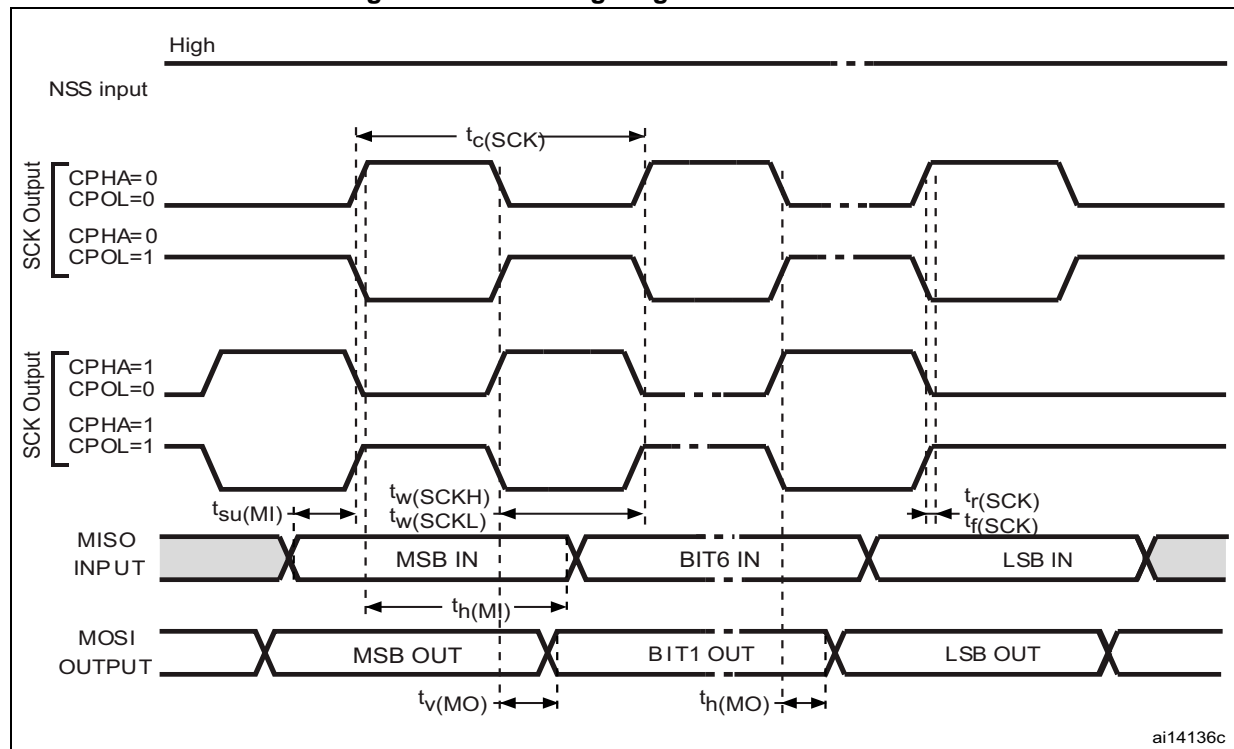 High
NSS input
tc(SCK)
SCK Output
CPHA=0
CPOL=0
CPHA=0
CPOL=1
SCK Output
CPHA=1
CPOL=0
CPHA=1
CPOL=1
tsu(MI)
tw(SCKH)
tw(SCKL)
tr(SCK)
tf(SCK)
MISO
INPUT
MSB IN
BIT6 IN
LSB IN
th(MI)
MOSI
OUTPUT
MSB OUT
BIT1 OUT
LSB OUT
tv(MO)
th(MO)
ai14136c